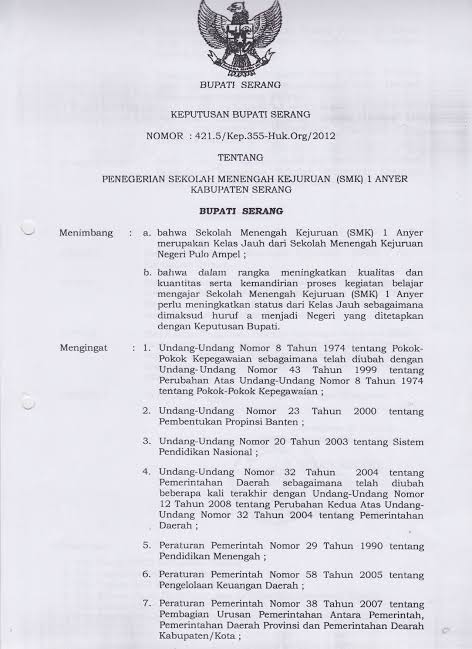 BUPATI SERANG
KEPUTUSAN BUPATI SERANG
NOMOR : 421.5/Kep.355-Huk.Org/2012
TENTANG
PENEGERIAN SEKOLAH MENENGAH KEJURUAN (SMK) 1 ANYER
KABUPATEN SERANG
BUPATI SERANG
Menimbang : a. bahwa Sekolah Menengah Kejuruan (SMK) 1 Anyer
merupakan Kelas Jauh dari Sekolah Menengah Kejuruan
Negeri Pulo Ampel ;
b. bahwa dalam rangka meningkatkan kualitas dan
kuantitas serta kemandirian proses kegiatan belajar
mengajar Sekolah Menengah Kejuruan (SMK) 1 Anyer
perlu meningkatkan status dari Kelas Jauh sebagaimana
dimaksud huruf a menjadi Negeri yang ditetapkan
dengan Keputusan Bupati.
Mengingat : 1. Undang-Undang Nomor 8 Tahun 1974 tentang Pokok-
Pokok Kepegawaian sebagaimana telah diubah dengan
Undang-Undang Nomor 43 Tahun 1999 tentang
Perubahan Atas Undang-Undang Nomor 8 Tahun 1974
tentang Pokok-Pokok Kepegawaian ;
2. Undang-Undang Nomor 23 Tahun 2000 tentang
Pembentukan Propinsi Banten ;
3. Undang-Undang Nomor 20 Tahun 2003 tentang Sistem
Pendidikan Nasional ;
4. Undang-Undang Nomor 32 Tahun 2004 tentang
Pemerintahan Daerah sebagaimana telah diubah
beberapa kali terakhir dengan Undang-Undang Nomor
12 Tahun 2008 tentang Perubahan Kedua Atas Undang-
Undang Nomor 32 Tahun 2004 tentang Pemerintahan
Daerah ;
5. Peraturan Pemerintah Nomor 29 Tahun 1990 tentang
Pendidikan Menengah ;
6. Peraturan Pemerintah Nomor 58 Tahun 2005 tentang
Pengelolaan Keuangan Daerah ;
7. Peraturan Pemerintah Nomor 38 Tahun 2007 tentang
Pembagian Urusan Pemerintahan Antara Pemerintah,
Pemerintahan Daerah Provinsi dan Pemerintah Dearah
Kabupaten/Kota ;